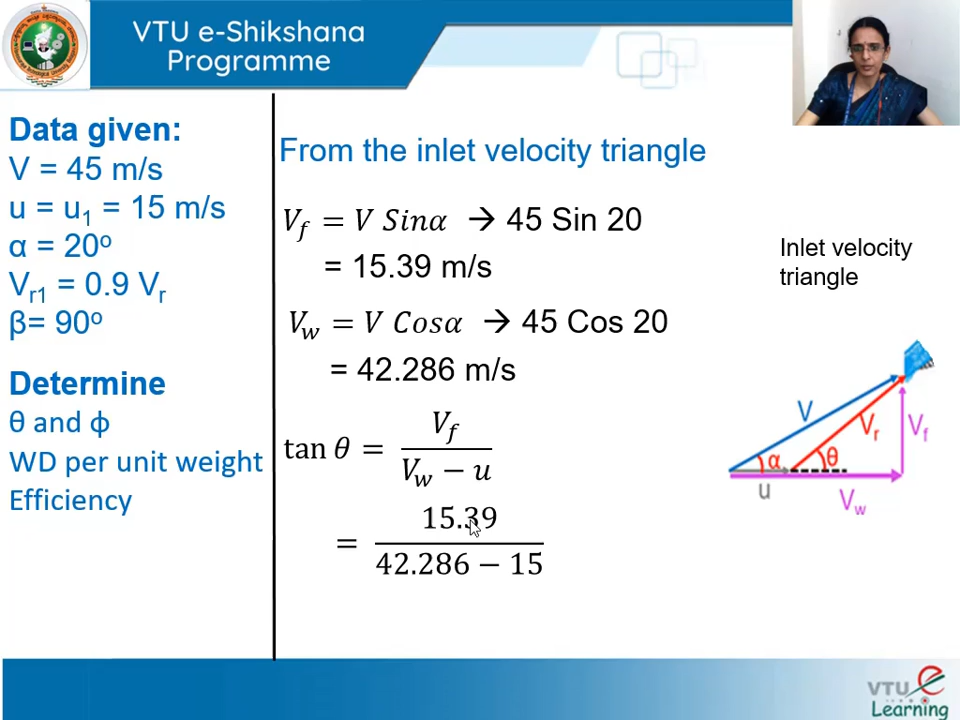 VTU e-Shikshana
Programme
Data given:
V = 45 m/s
u = u₁ = 15 m/s
α = 20º
Vr1 = 0.9 Vr
β= 90º
Determine
θ and ϕ
WD per unit weight
Efficiency
From the inlet velocity triangle
Vf = V Sinα → 45 Sin 20
= 15.39 m/s
Vw = V Cosα → 45 Cos 20
= 42.286 m/s
tan θ = Vf / (Vw − u)
= 15.39 / (42.286 − 15)
Inlet velocity
triangle
V
Vr
Vf
α
θ
u
Vw
VTU e
Learning